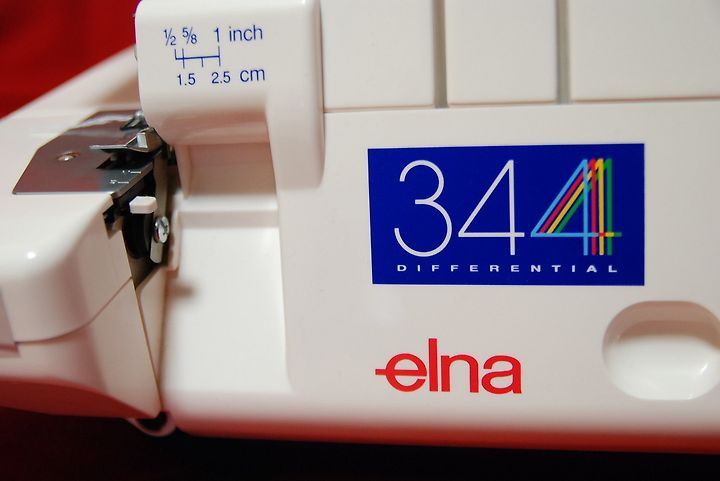 ½ ⅝ 1 inch
1.5 2.5 cm
344
DIFFERENTIAL
elna